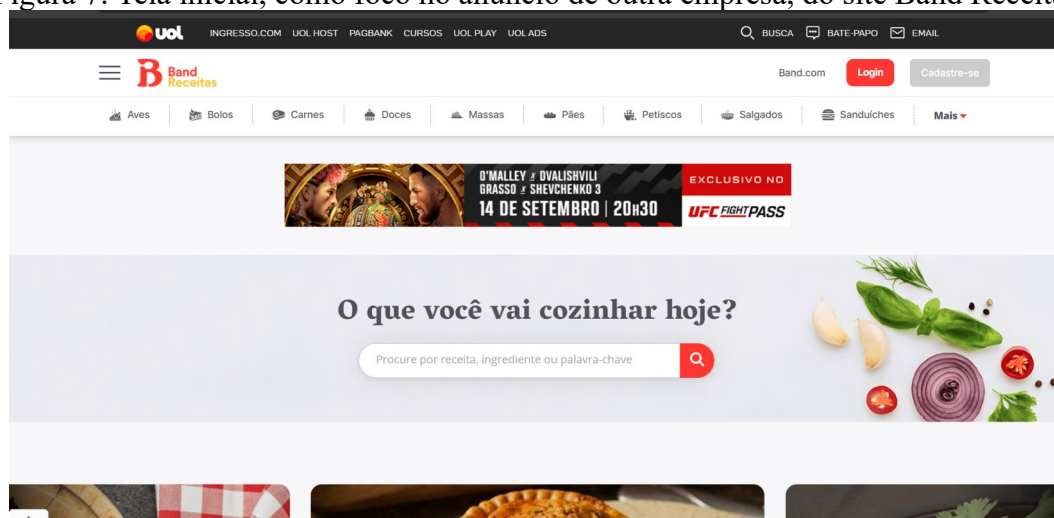 Figura 7: Tela inicial, como foco no anúncio de outra empresa, do site Band Receitas
uol INGRESSO.COM UOL HOST PAGBANK CURSOS UOL PLAY UOL ADS BUSCA BATE-PAPO EMAIL
B Band Receitas Band.com Login Cadastre-se
Aves Bolos Carnes Doces Massas Pães Petiscos Salgados Sanduíches Mais
O'MALLEY x DVALISHVILI
GRASSO x SHEVCHENKO 3
14 DE SETEMBRO | 20H30
EXCLUSIVO NO
UFC FIGHT PASS
O que você vai cozinhar hoje?
Procure por receita, ingrediente ou palavra-chave